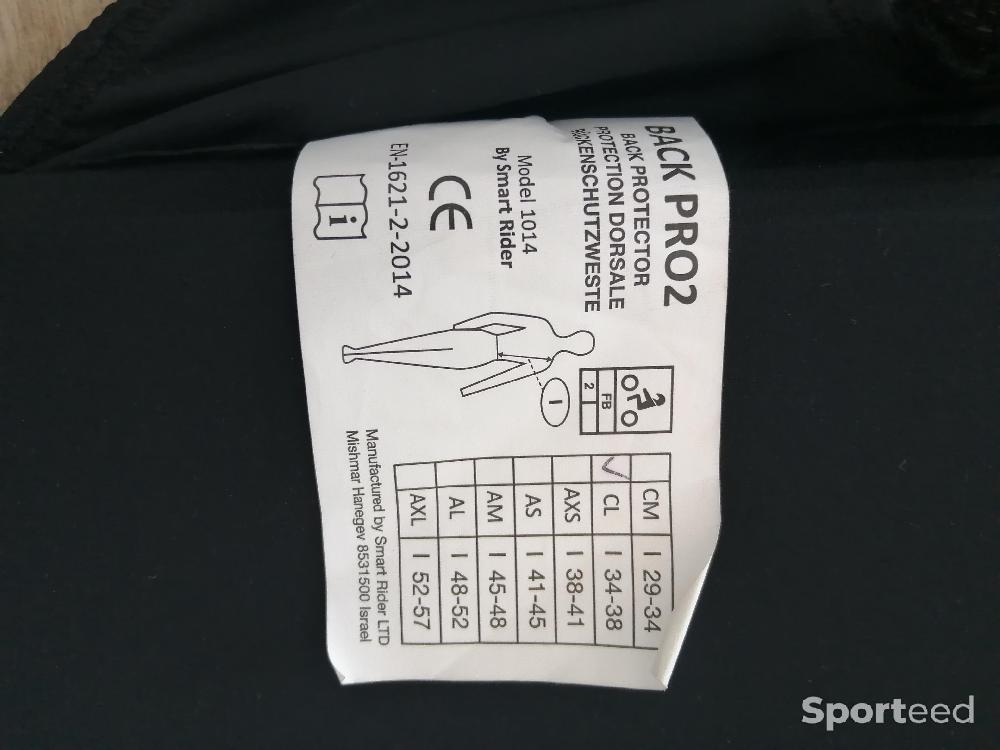 BACK PRO2
BACK PROTECTOR
PROTECTION DORSALE
RÜCKENSCHUTZWESTE
Model 1014
By Smart Rider
CE
EN-1621-2-2014
i
FB
2
I
CM I 29-34
CL I 34-38
AXS I 38-41
AS I 41-45
AM I 45-48
AL I 48-52
AXL I 52-57
Manufactured by Smart Rider LTD
Mishmar Hanegev 8531500 Israel
Sporteed